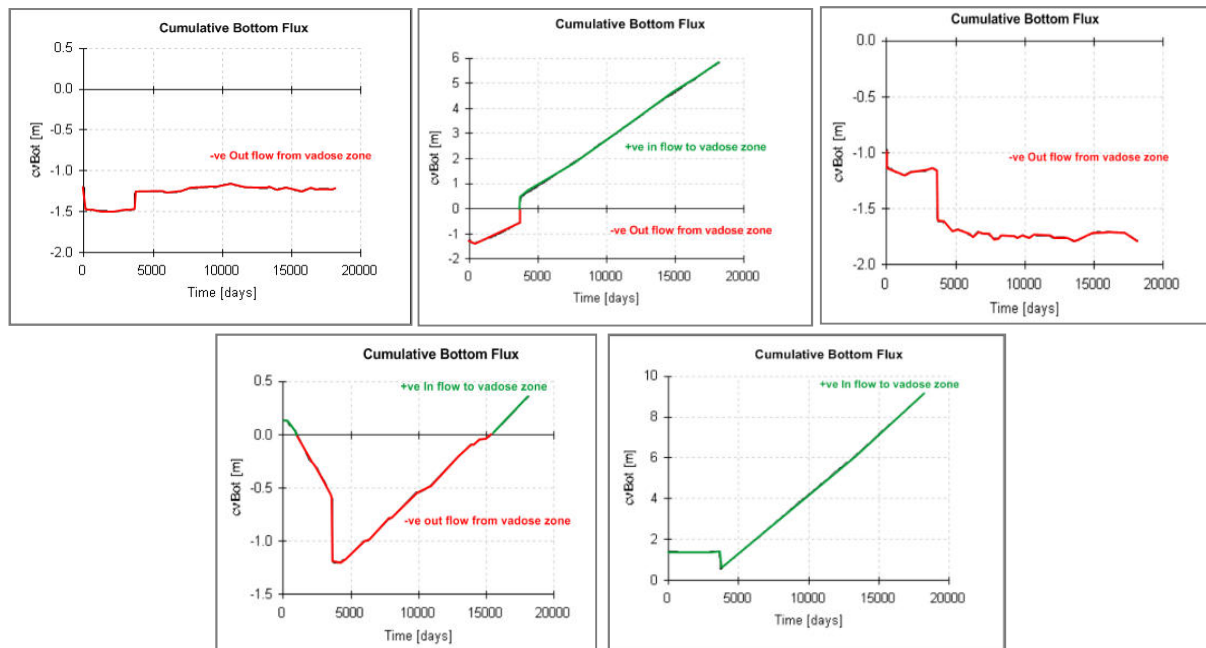 Cumulative Bottom Flux
0.5
0.0
-0.5
-1.0
-1.5
-2.0
cvBot [m]
-ve Out flow from vadose zone
0 5000 10000 15000 20000
Time [days]
Cumulative Bottom Flux
6
5
4
3
2
1
0
-1
-2
cvBot [m]
+ve in flow to vadose zone
-ve Out flow from vadose zone
0 5000 10000 15000 20000
Time [days]
Cumulative Bottom Flux
0.0
-0.5
-1.0
-1.5
-2.0
cvBot [m]
-ve Out flow from vadose zone
0 5000 10000 15000 20000
Time [days]
Cumulative Bottom Flux
0.5
0.0
-0.5
-1.0
-1.5
cvBot [m]
+ve In flow to vadose zone
-ve out flow from vadose zone
0 5000 10000 15000 20000
Time [days]
Cumulative Bottom Flux
10
8
6
4
2
0
cvBot [m]
+ve In flow to vadose zone
0 5000 10000 15000 20000
Time [days]